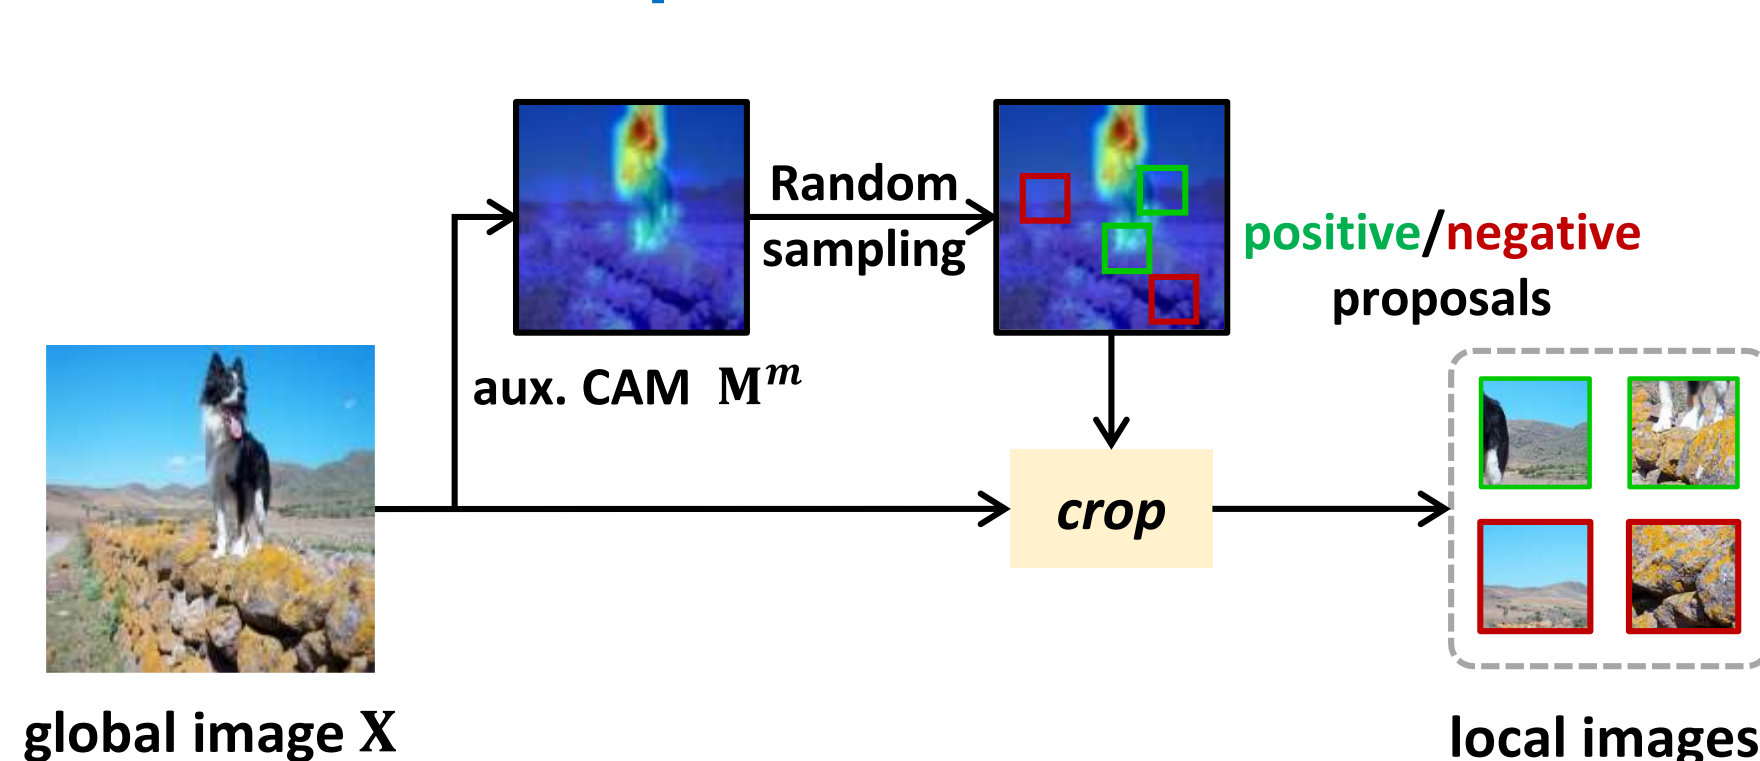 Random
sampling
positive/negative
proposals
aux. CAM M^m
crop
global image X
local images